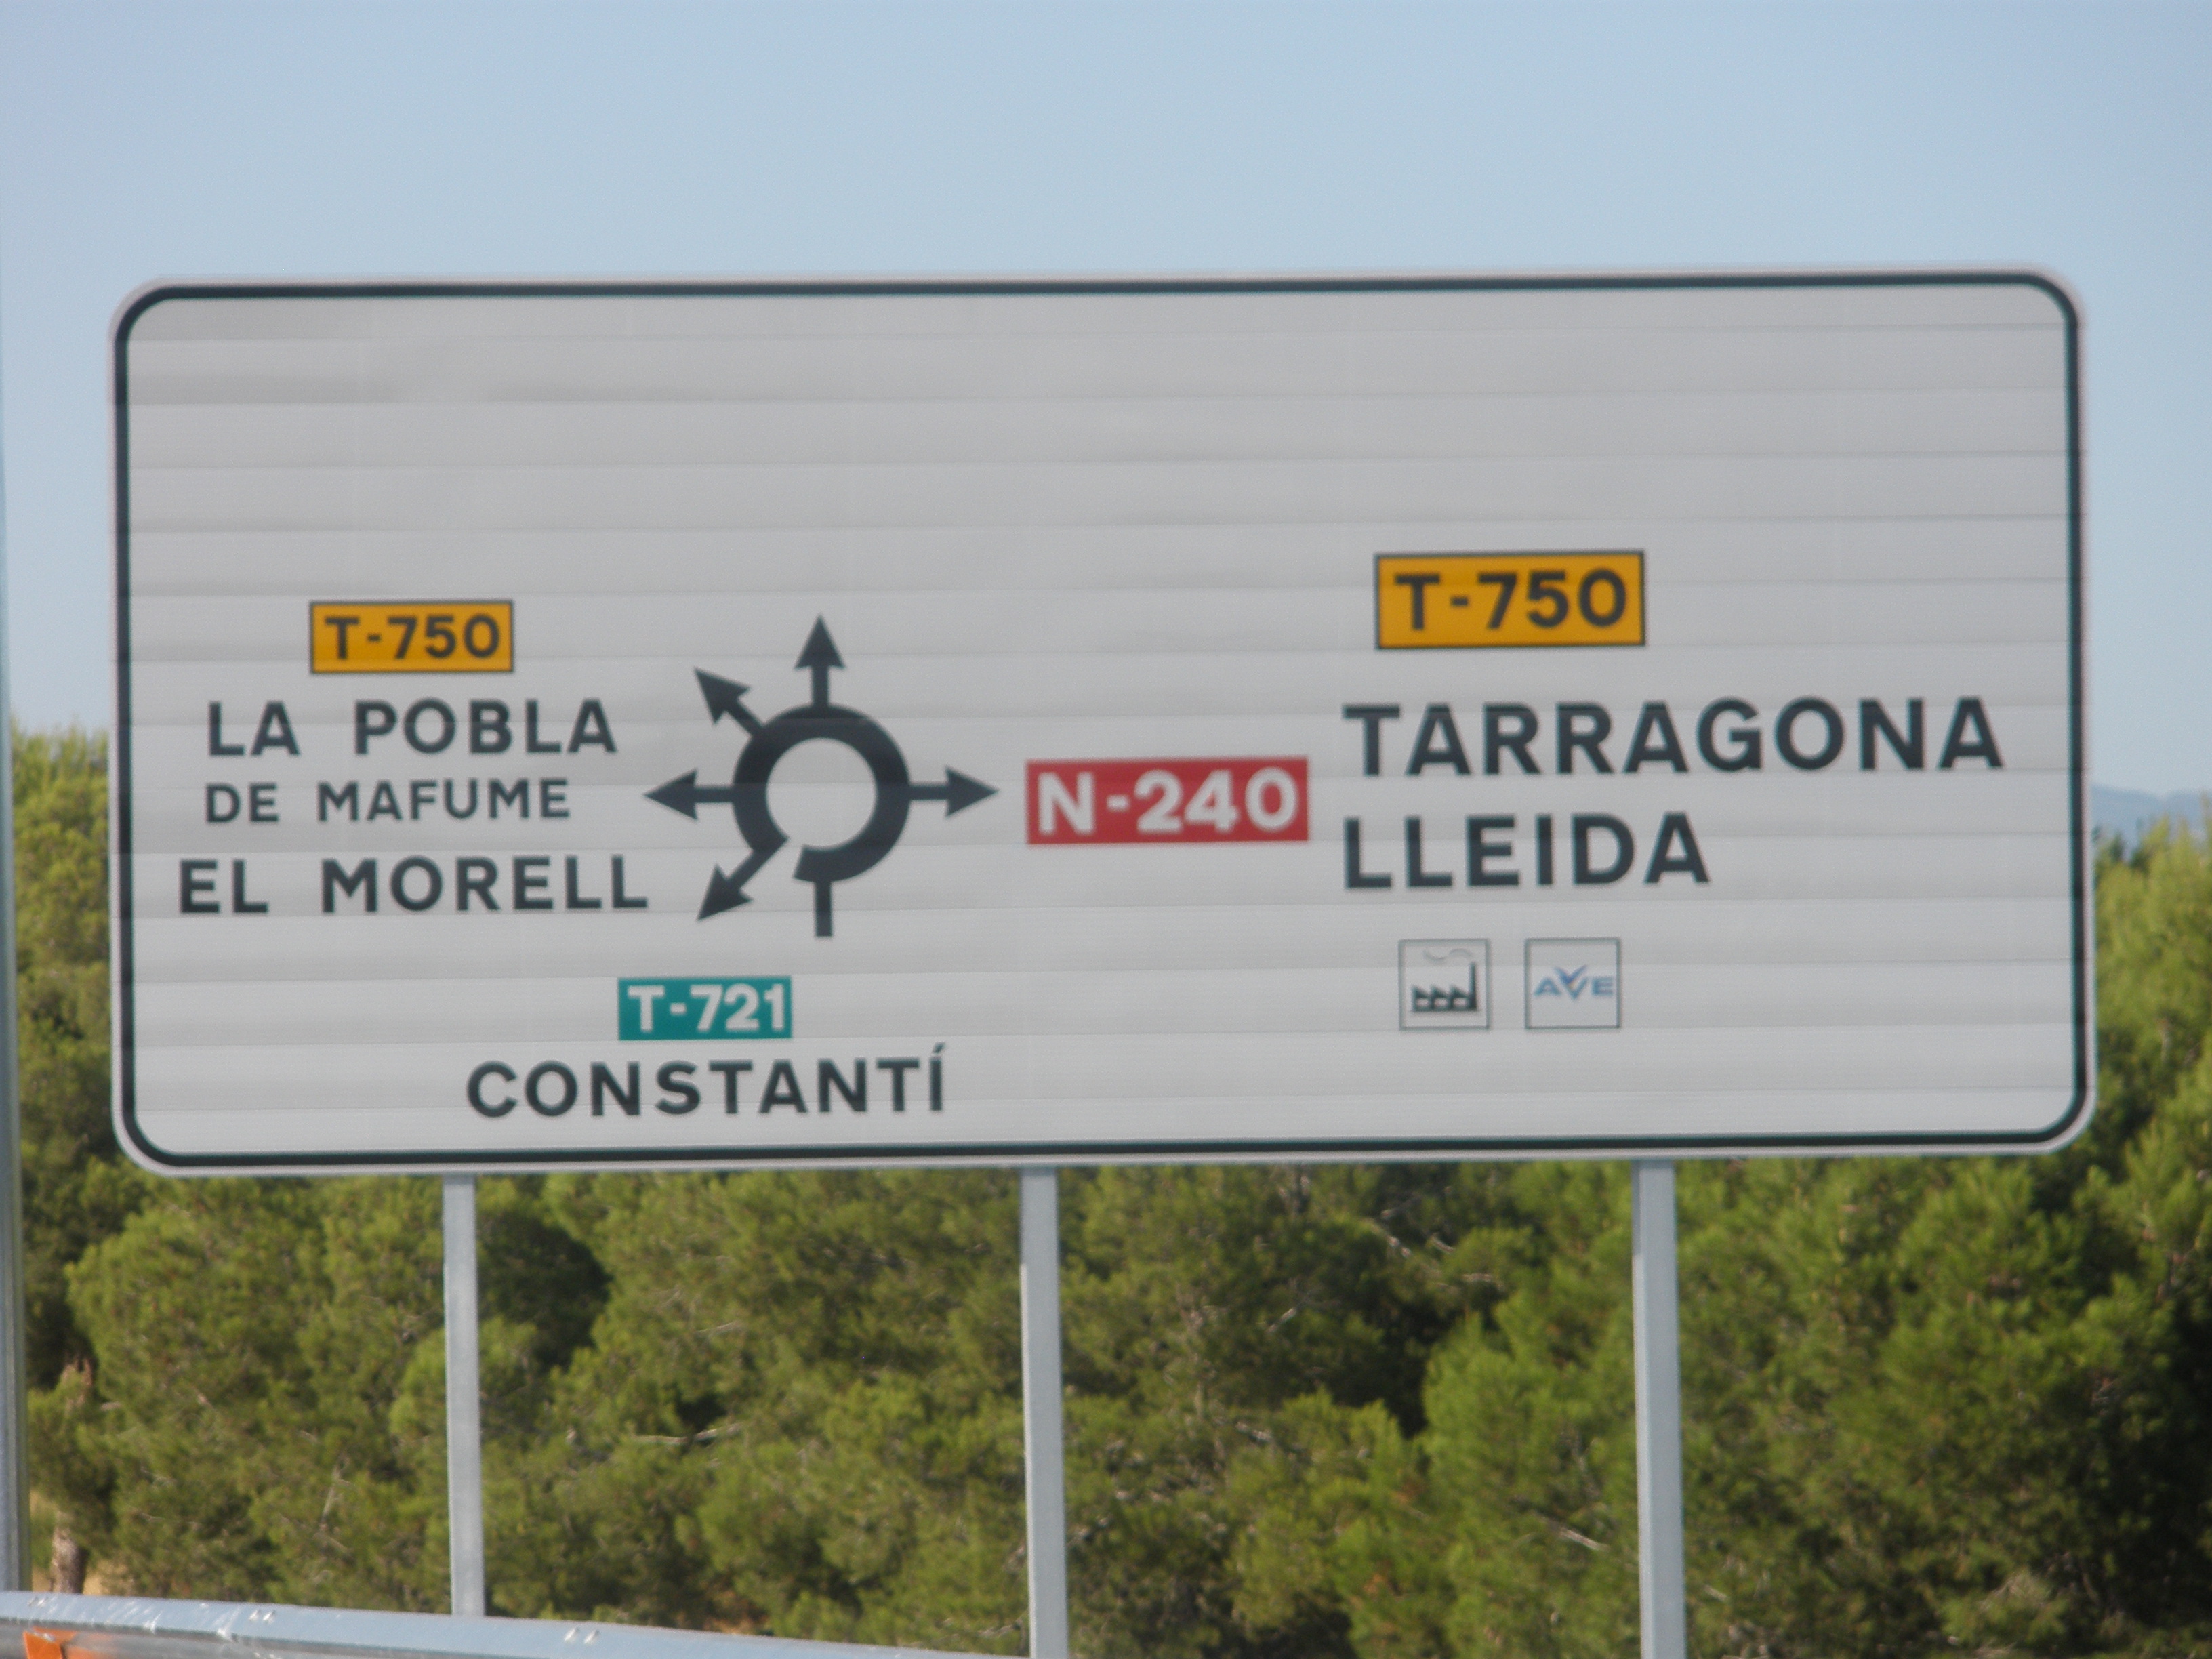 T-750
LA POBLA
DE MAFUME
EL MORELL
T-721
CONSTANTÍ
T-750
N-240
TARRAGONA
LLEIDA
AVE